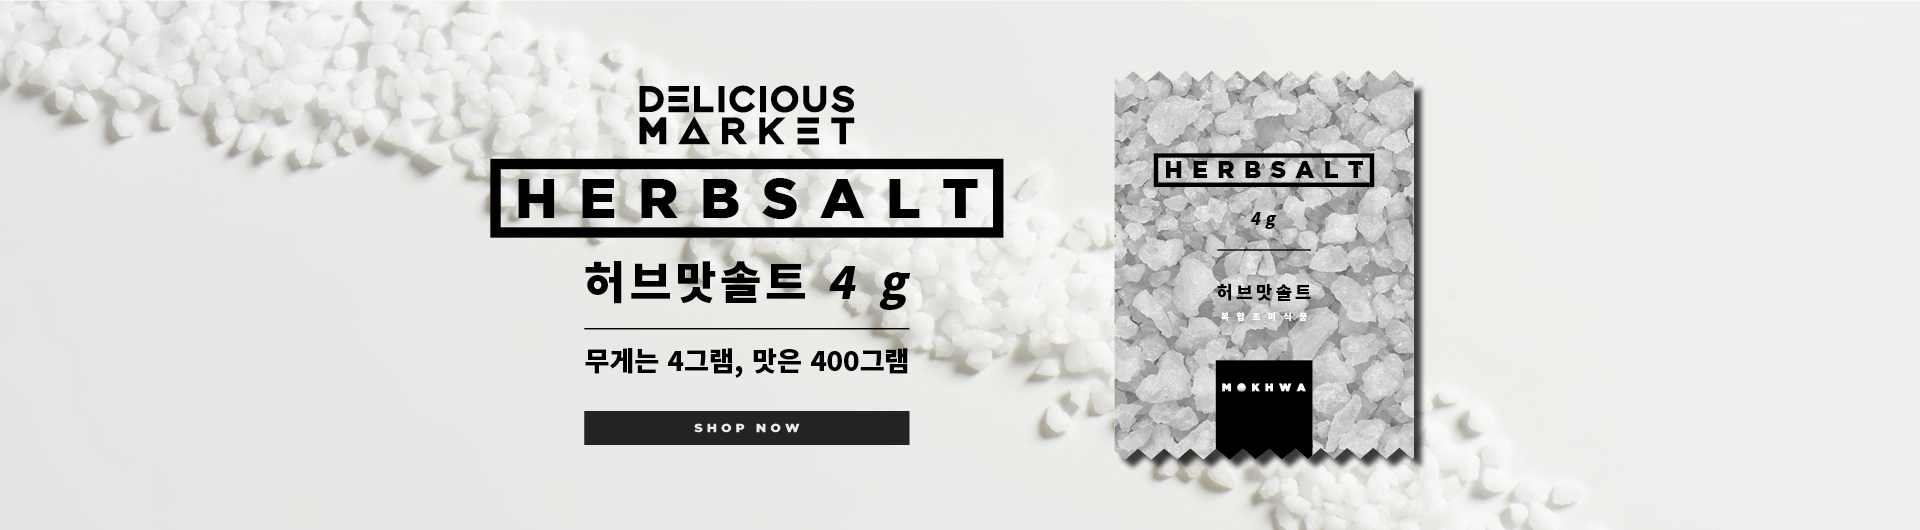 DELICIOUS
MARKET
HERBSALT
허브맛솔트 4 g
무게는 4그램, 맛은 400그램
SHOP NOW
HERBSALT
4 g
허브맛솔트
복합조미식품
MOKHWA